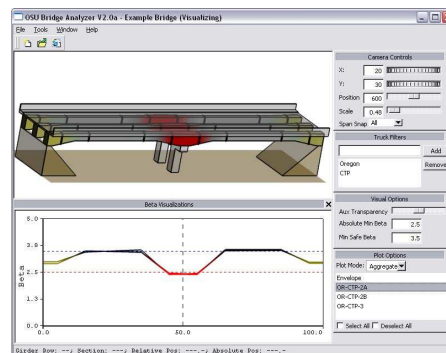 OSU Bridge Analyzer V2.0a - Example Bridge (Visualizing)
File Tools Window Help
Camera Controls
X: 20
Y: 30
Position 600
Scale 0.48
Span Snap All
Truck Filters
Add
Oregon
CTP
Remove
Visual Options
Aux Transparency
Absolute Min Beta 2.5
Min Safe Beta 3.5
Plot Options
Plot Mode: Aggregate
Envelope
OR-CTP-2A
OR-CTP-2B
OR-CTP-3
Select All Deselect All
Beta Visualizations
5.0
3.8
2.5
1.3
0.0
Beta
0.0 50.0 100.0
Girder Row: --; Section: ---; Relative Pos: ---.-; Absolute Pos: ---.-